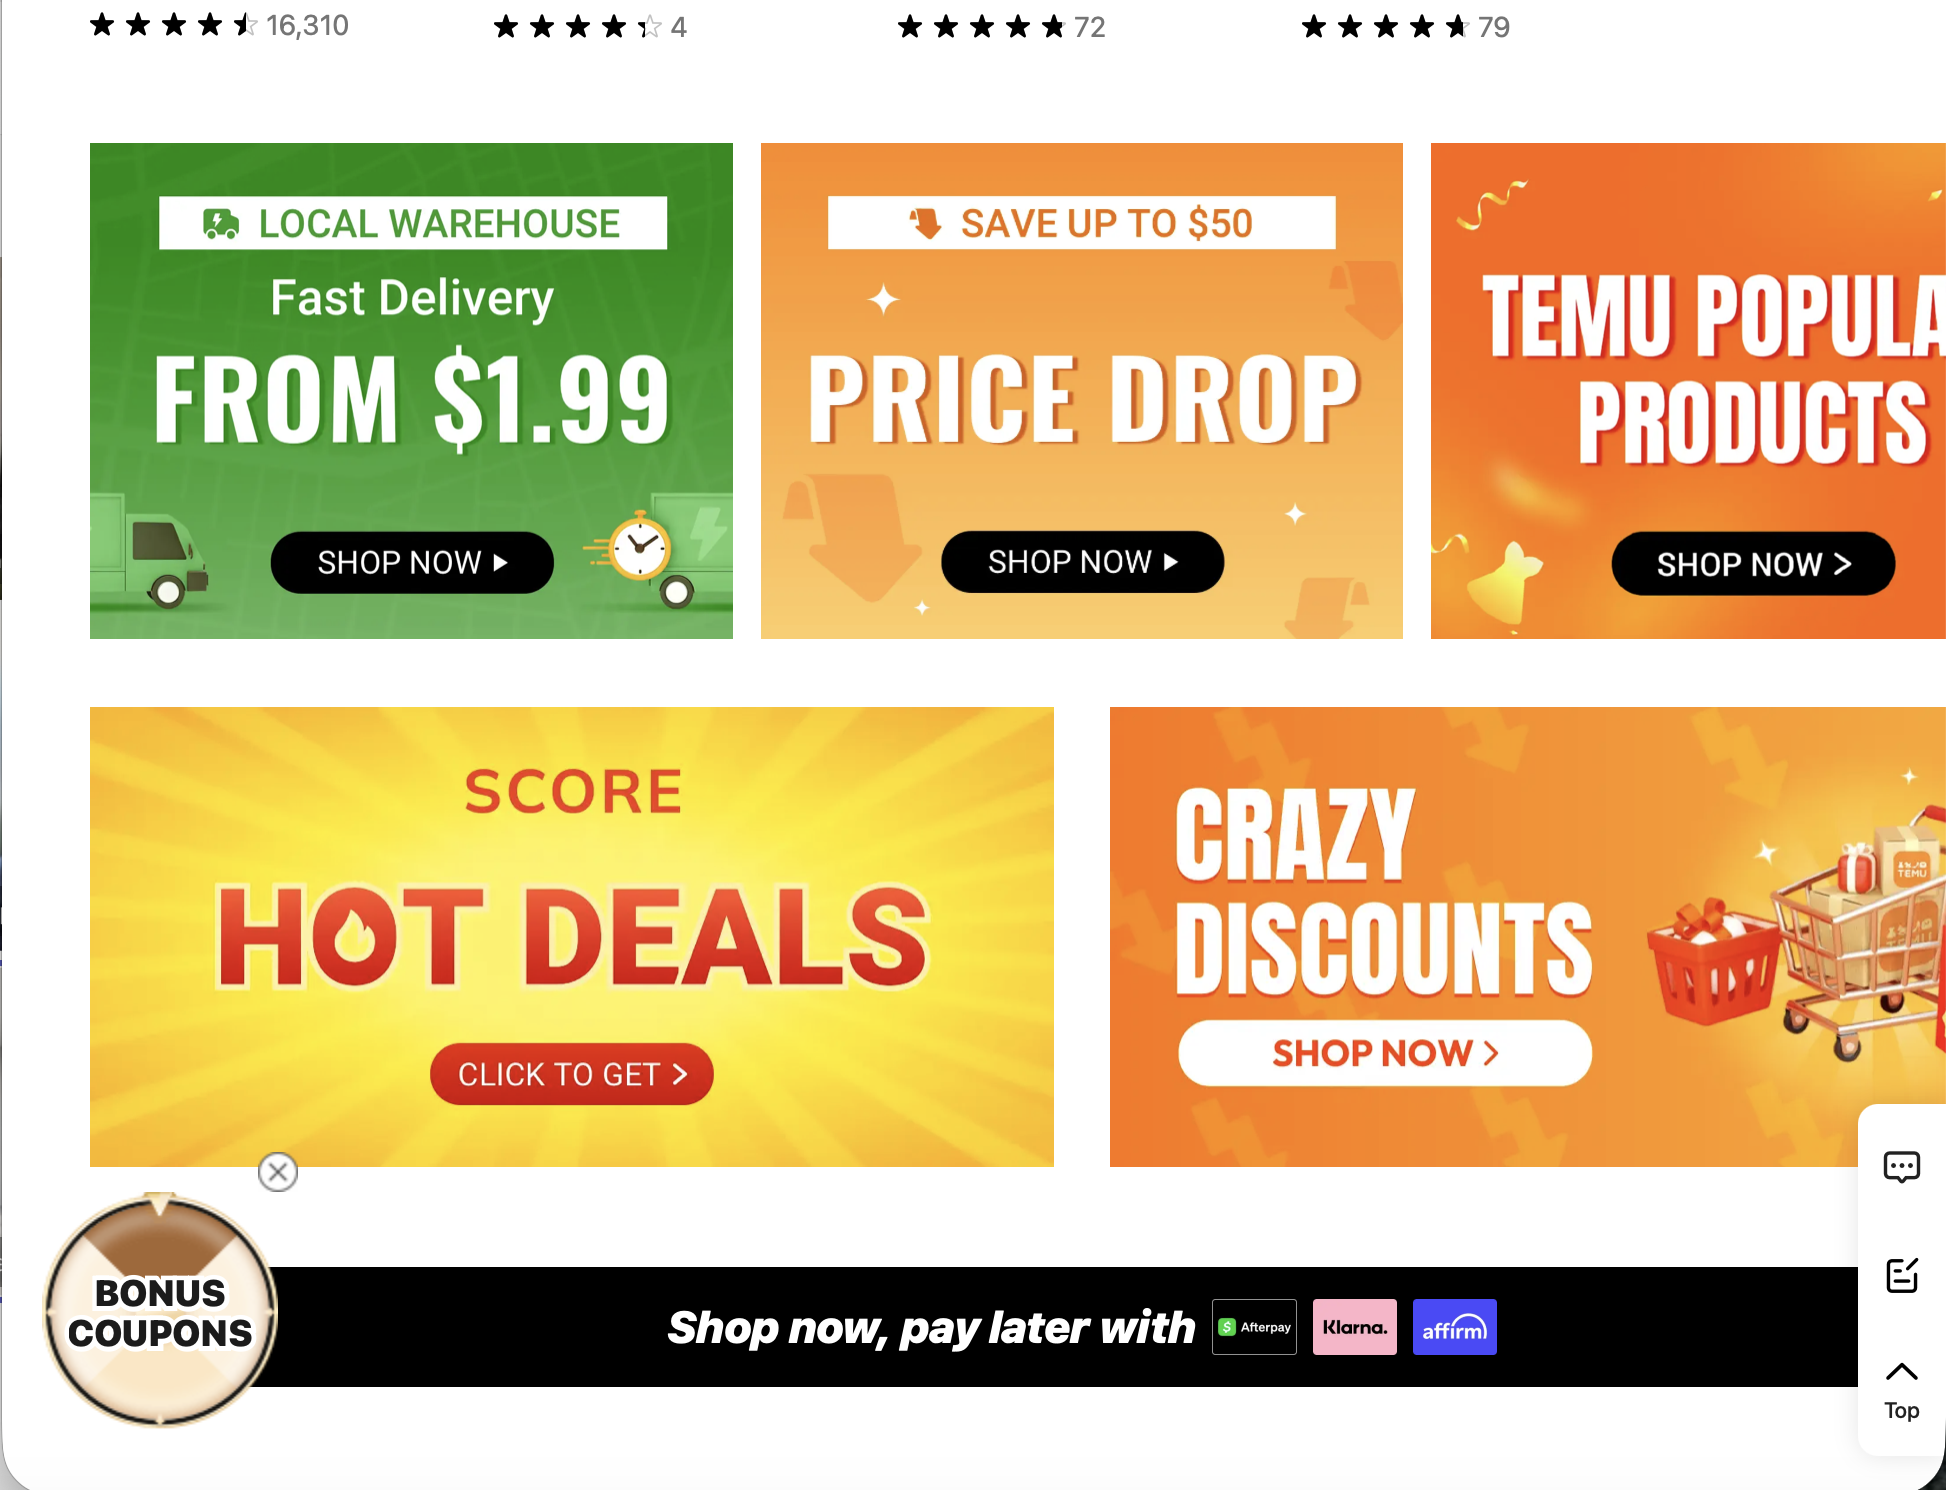 16,310
4
72
79
LOCAL WAREHOUSE
Fast Delivery
FROM $1.99
SHOP NOW
SAVE UP TO $50
PRICE DROP
SHOP NOW
TEMU POPULA
PRODUCTS
SHOP NOW >
SCORE
HOT DEALS
CLICK TO GET >
CRAZY
DISCOUNTS
SHOP NOW >
TEMU
BONUS
COUPONS
Shop now, pay later with
Afterpay
Klarna.
affirm
Top